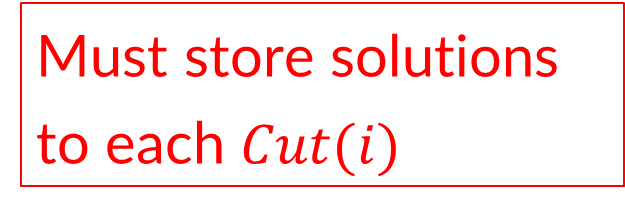 Must store solutions
to each Cut(i)